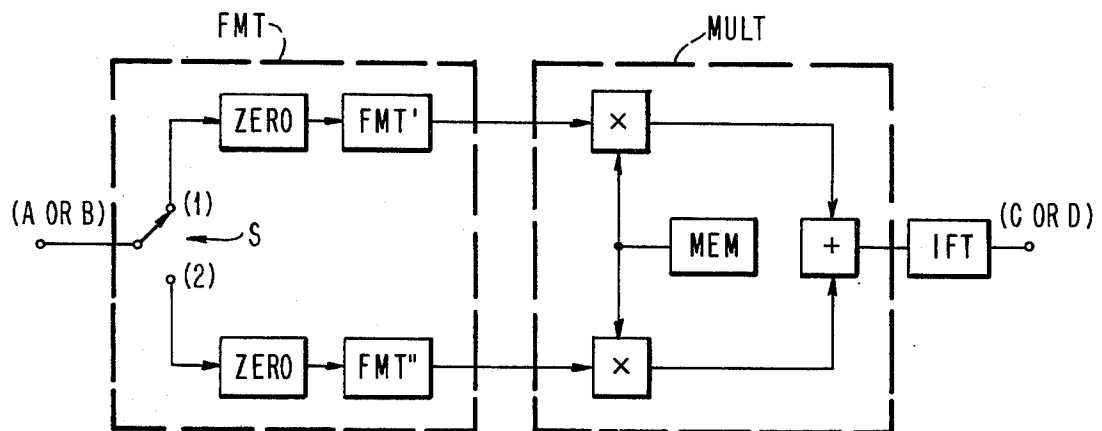 FMT
MULT
ZERO
FMT'
×
(A OR B)
(1)
S
(2)
MEM
+
IFT
(C OR D)
ZERO
FMT"
×